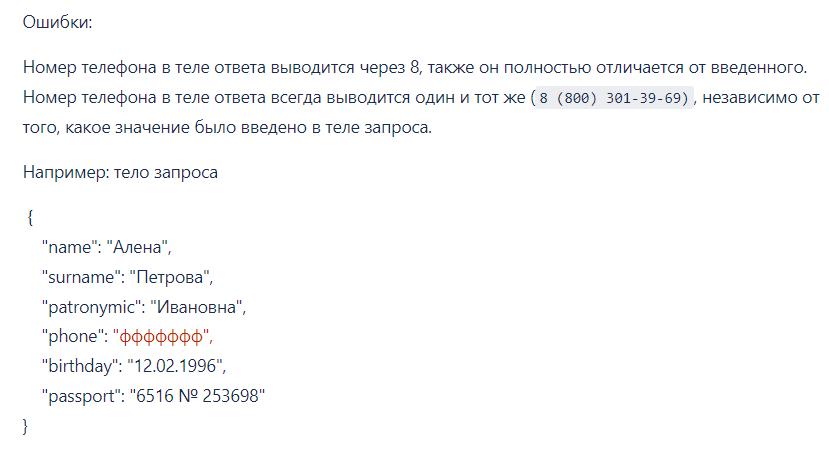 Ошибки:
Номер телефона в теле ответа выводится через 8, также он полностью отличается от введенного.
Номер телефона в теле ответа всегда выводится один и тот же ( 8 (800) 301-39-69) , независимо от
того, какое значение было введено в теле запроса.
Например: тело запроса
{
"name": "Алена",
"surname": "Петрова",
"patronymic": "Ивановна",
"phone": "ффффффф",
"birthday": "12.02.1996",
"passport": "6516 № 253698"
}